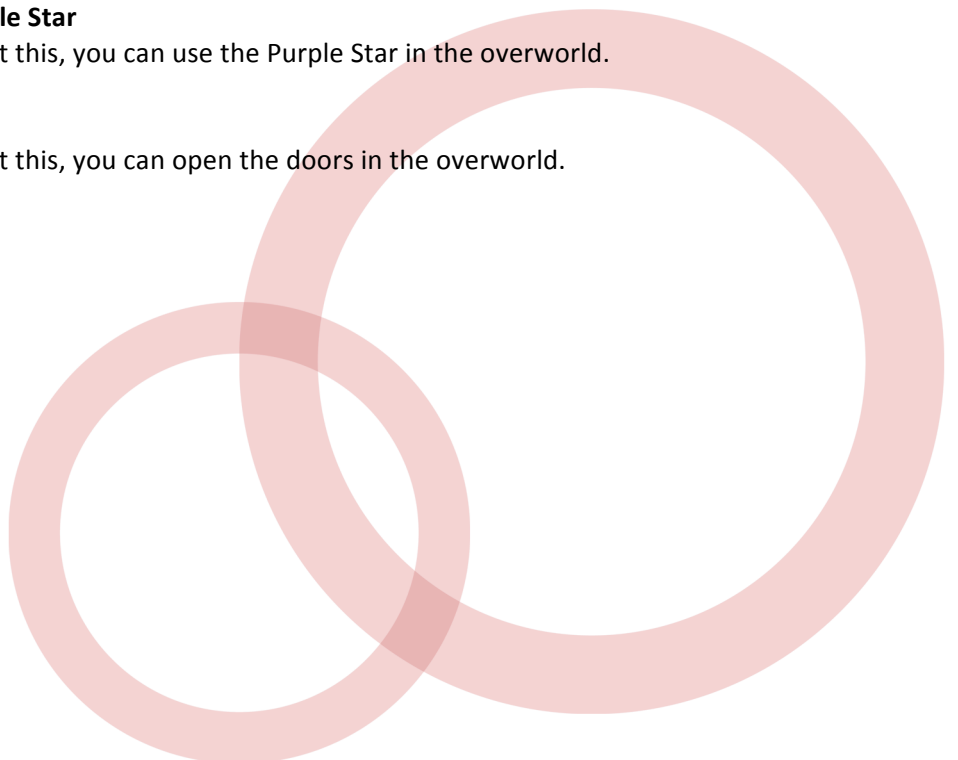 le Star
t this, you can use the Purple Star in the overworld.
t this, you can open the doors in the overworld.